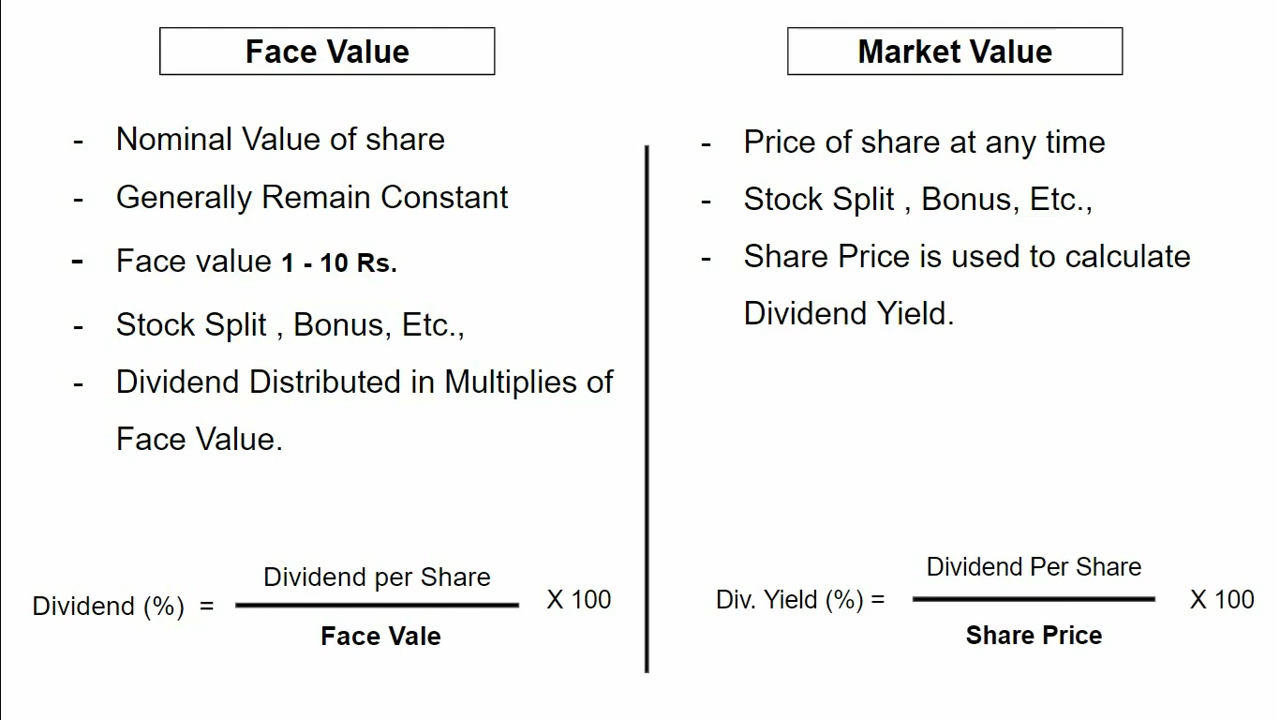 Face Value
- Nominal Value of share
- Generally Remain Constant
- Face value 1 - 10 Rs.
- Stock Split , Bonus, Etc.,
- Dividend Distributed in Multiplies of
Face Value.
Dividend per Share
Dividend (%) = X 100
Face Vale
Market Value
- Price of share at any time
- Stock Split , Bonus, Etc.,
- Share Price is used to calculate
Dividend Yield.
Dividend Per Share
Div. Yield (%) = X 100
Share Price